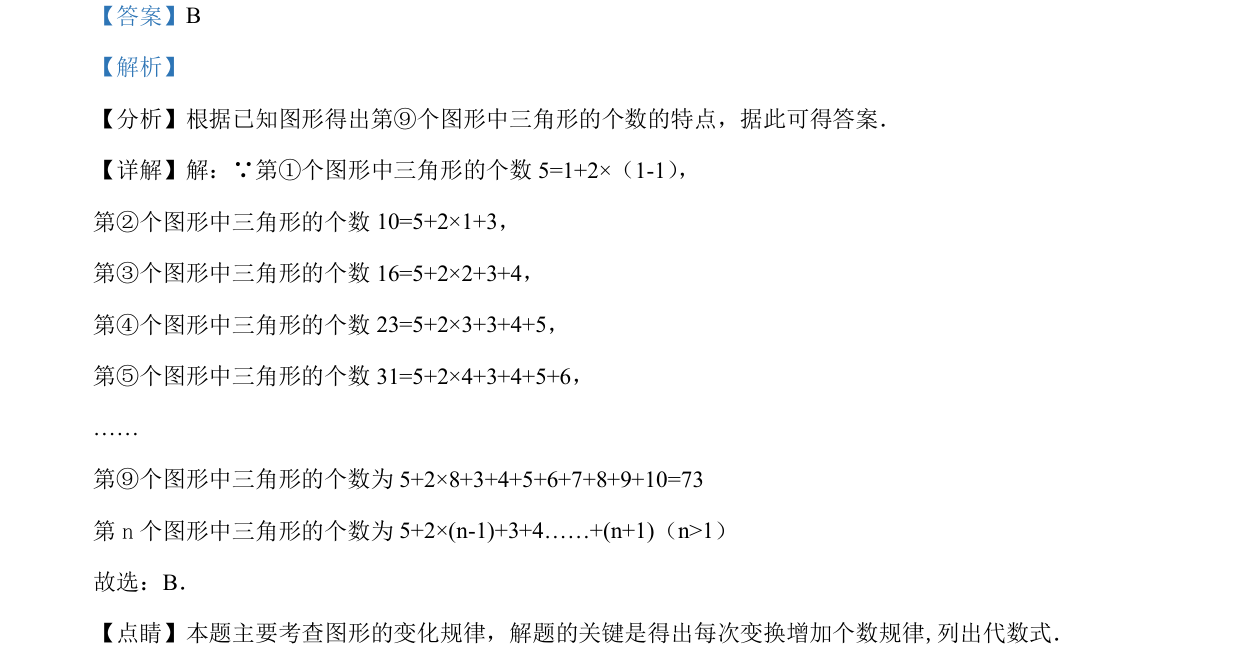 【答案】B
【解析】
【分析】根据已知图形得出第⑨个图形中三角形的个数的特点，据此可得答案．
【详解】解：∵第①个图形中三角形的个数 5=1+2×（1-1），
第②个图形中三角形的个数 10=5+2×1+3，
第③个图形中三角形的个数 16=5+2×2+3+4，
第④个图形中三角形的个数 23=5+2×3+3+4+5，
第⑤个图形中三角形的个数 31=5+2×4+3+4+5+6，
……
第⑨个图形中三角形的个数为 5+2×8+3+4+5+6+7+8+9+10=73
第 n 个图形中三角形的个数为 5+2×(n-1)+3+4……+(n+1)（n>1）
故选：B．
【点睛】本题主要考查图形的变化规律，解题的关键是得出每次变换增加个数规律,列出代数式．